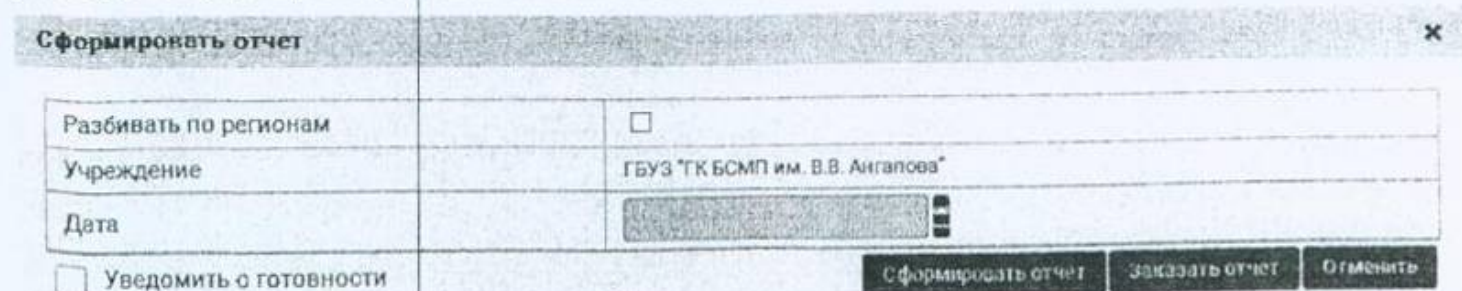 Сформировать отчет
Разбивать по регионам
Учреждение ГБУЗ "ГК БСМП им. В.В. Ангапова"
Дата
Уведомить о готовности Сформировать отчет Заказать отчет Отменить